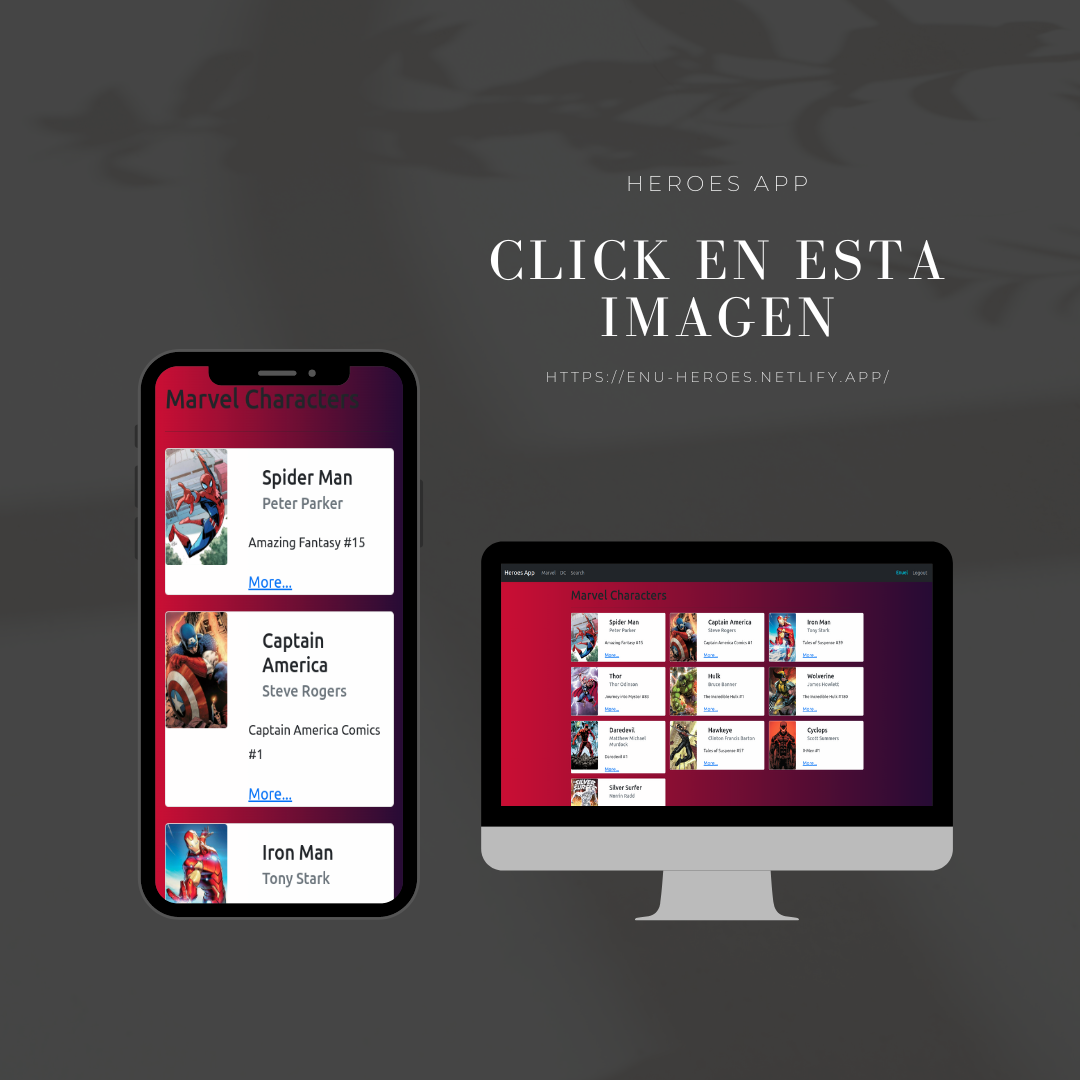 HEROES APP
CLICK EN ESTA
IMAGEN
HTTPS://ENU-HEROES.NETLIFY.APP/
Marvel Characters
Spider Man
Peter Parker
Amazing Fantasy #15
More...
Captain
America
Steve Rogers
Captain America Comics
#1
More...
Iron Man
Tony Stark
Heroes App Marvel DC Search Logout
Marvel Characters
Spider Man
Peter Parker
Amazing Fantasy #15
More...
Captain America
Steve Rogers
Captain America Comics #1
More...
Iron Man
Tony Stark
Tales of Suspense #39
More...
Thor
Thor Odinson
Journey into Mystery #83
More...
Hulk
Bruce Banner
The Incredible Hulk #1
More...
Wolverine
James Howlett
The Incredible Hulk #180
More...
Daredevil
Matthew Michael
Murdock
Daredevil #1
More...
Hawkeye
Clinton Francis Barton
Tales of Suspense #57
More...
Cyclops
Scott Summers
X-Men #1
More...
SILVER
SURFER
Silver Surfer
Norrin Radd